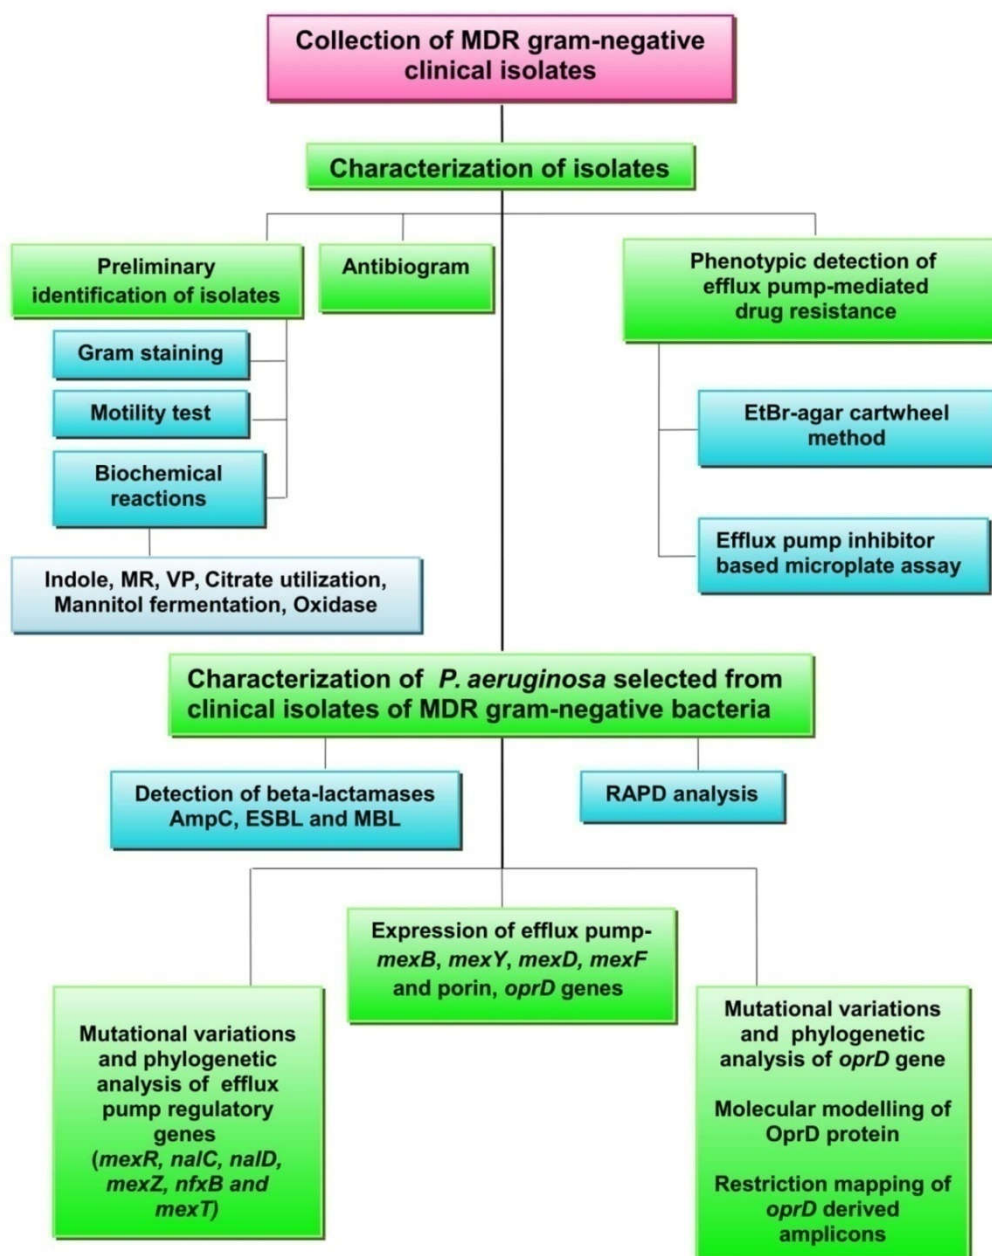 Collection of MDR gram-negative
clinical isolates
Characterization of isolates
Preliminary
identification of isolates
Antibiogram
Phenotypic detection of
efflux pump-mediated
drug resistance
Gram staining
Motility test
Biochemical
reactions
Indole, MR, VP, Citrate utilization,
Mannitol fermentation, Oxidase
EtBr-agar cartwheel
method
Efflux pump inhibitor
based microplate assay
Characterization of P. aeruginosa selected from
clinical isolates of MDR gram-negative bacteria
Detection of beta-lactamases
AmpC, ESBL and MBL
RAPD analysis
Mutational variations
and phylogenetic
analysis of efflux
pump regulatory
genes
(mexR, nalC, nalD,
mexZ, nfxB and
mexT)
Expression of efflux pump-
mexB, mexY, mexD, mexF
and porin, oprD genes
Mutational variations
and phylogenetic
analysis of oprD gene
Molecular modelling of
OprD protein
Restriction mapping of
oprD derived
amplicons